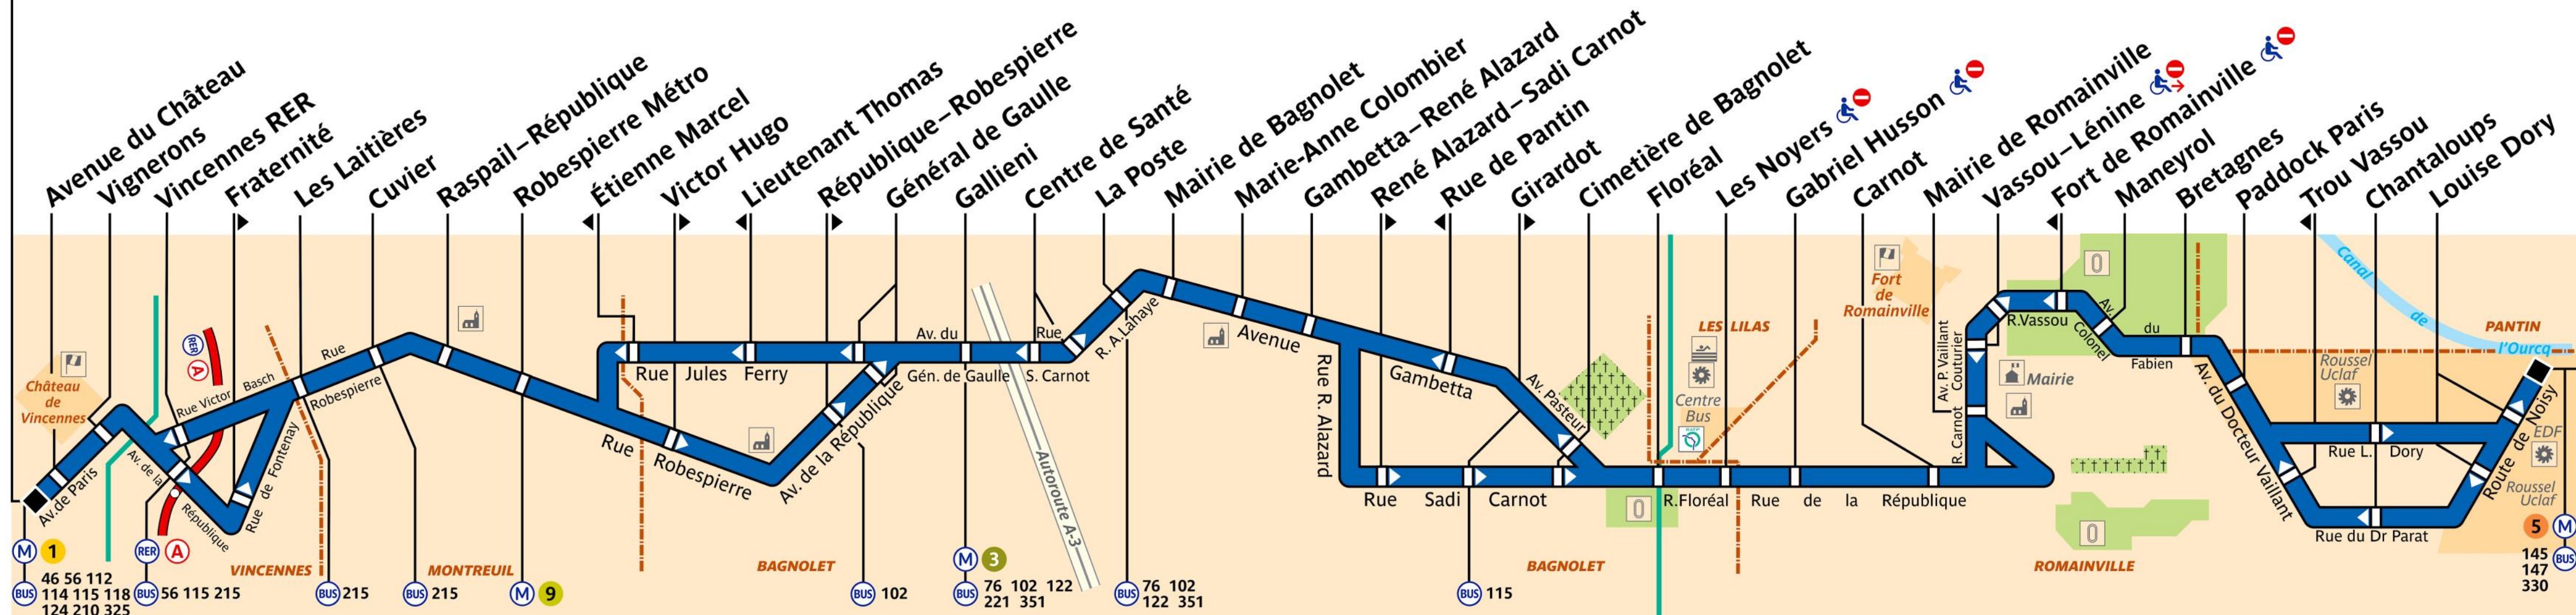 Avenue du Château
Vignerons
Vincennes RER
Fraternité
Les Laitières
Cuvier
Raspail–République
Robespierre Métro
Étienne Marcel
Victor Hugo
Lieutenant Thomas
République–Robespierre
Général de Gaulle
Gallieni
Centre de Santé
La Poste
Mairie de Bagnolet
Marie-Anne Colombier
Gambetta–René Alazard
René Alazard–Sadi Carnot
Rue de Pantin
Girardot
Cimetière de Bagnolet
Floréal
Les Noyers
Gabriel Husson
Carnot
Mairie de Romainville
Vassou–Lénine
Fort de Romainville
Maneyrol
Bretagnes
Paddock Paris
Trou Vassou
Chantaloups
Louise Dory
Château
de
Vincennes
Av.de Paris
RER
A
Rue Victor
Basch
Av. de la
République
Rue de Fontenay
Rue
Robespierre
Rue
Robespierre
Rue Jules Ferry
Av. de la République
Av. du
Gén. de Gaulle
Rue
S. Carnot
Autoroute A-3
R. A. Lahaye
Avenue
Gambetta
Rue R. Alazard
Av. Pasteur
Rue Sadi Carnot
LES LILAS
Centre
Bus
RATP
R.Floréal
Rue de la République
Fort
de
Romainville
R. Carnot
Av. P. Vaillant
Couturier
R.Vassou
Mairie
Av. du
Colonel
Fabien
Av. du Docteur Vaillant
Rue L. Dory
Rue du Dr Parat
Route de Noisy
Canal
de
l'Ourcq
PANTIN
Roussel
Uclaf
EDF
Roussel
Uclaf
VINCENNES
MONTREUIL
BAGNOLET
BAGNOLET
ROMAINVILLE
M 1
BUS 46 56 112
114 115 118
124 210 325
RER A
BUS 56 115 215
BUS 215
BUS 215
M 9
BUS 102
M 3
BUS 76 102 122
221 351
BUS 76 102
122 351
BUS 115
5 M
145
147
330
BUS